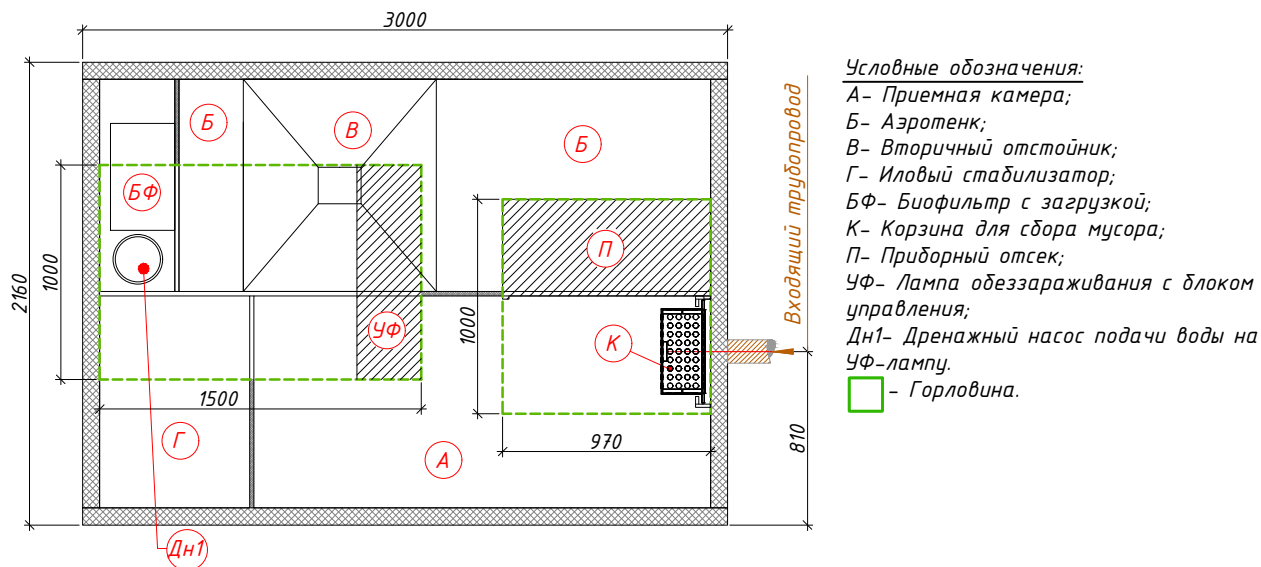 3000
Условные обозначения:
А- Приемная камера;
Б- Аэротенк;
В- Вторичный отстойник;
Г- Иловый стабилизатор;
БФ- Биофильтр с загрузкой;
К- Корзина для сбора мусора;
П- Приборный отсек;
УФ- Лампа обеззараживания с блоком
управления;
Дн1- Дренажный насос подачи воды на
УФ-лампу.
- Горловина.
Входящий трубопровод
Б
В
Б
БФ
П
2160
1000
1000
УФ
К
1500
970
810
Г
А
Дн1